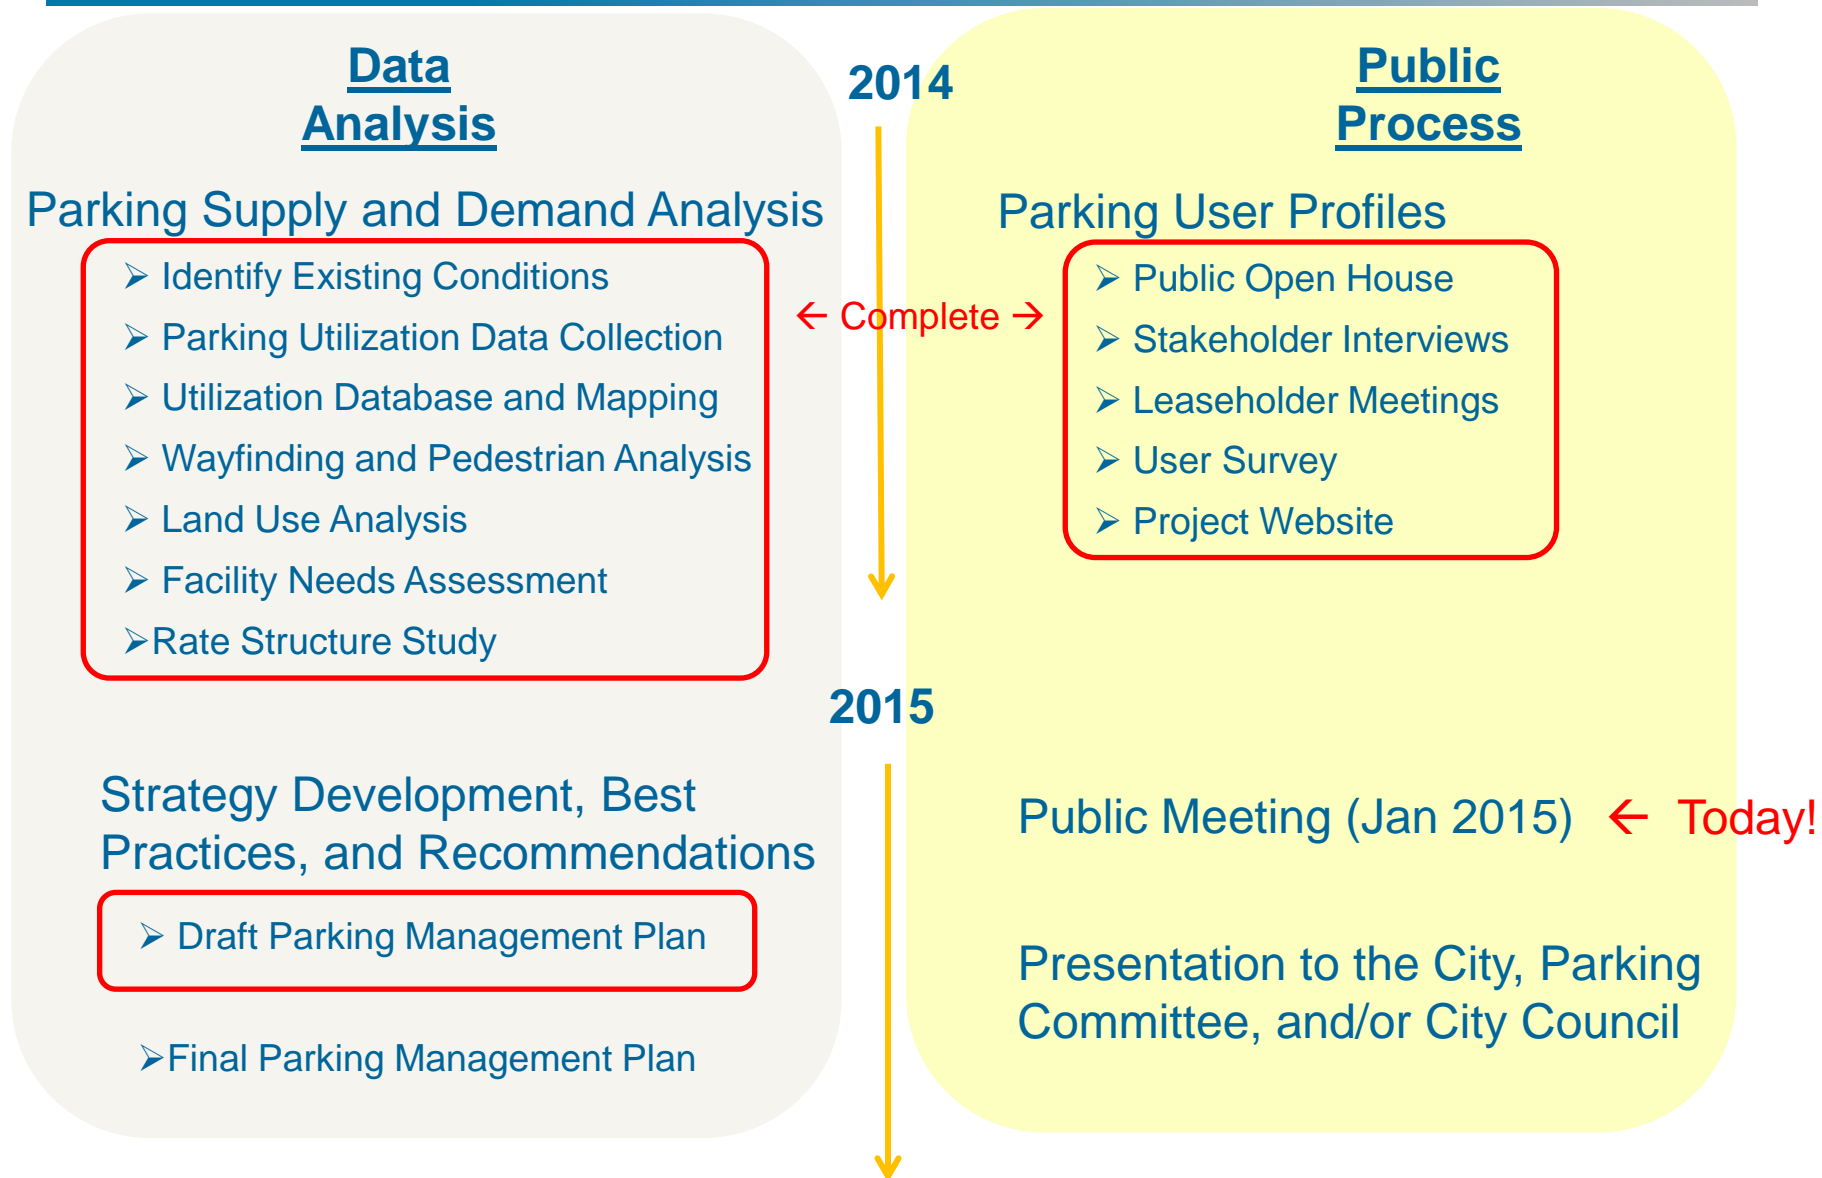 Data
Analysis
Parking Supply and Demand Analysis
➢ Identify Existing Conditions
➢ Parking Utilization Data Collection
➢ Utilization Database and Mapping
➢ Wayfinding and Pedestrian Analysis
➢ Land Use Analysis
➢ Facility Needs Assessment
➢Rate Structure Study
Strategy Development, Best
Practices, and Recommendations
➢ Draft Parking Management Plan
➢Final Parking Management Plan
2014
← Complete →
2015
Public
Process
Parking User Profiles
➢ Public Open House
➢ Stakeholder Interviews
➢ Leaseholder Meetings
➢ User Survey
➢ Project Website
Public Meeting (Jan 2015) ← Today!
Presentation to the City, Parking
Committee, and/or City Council